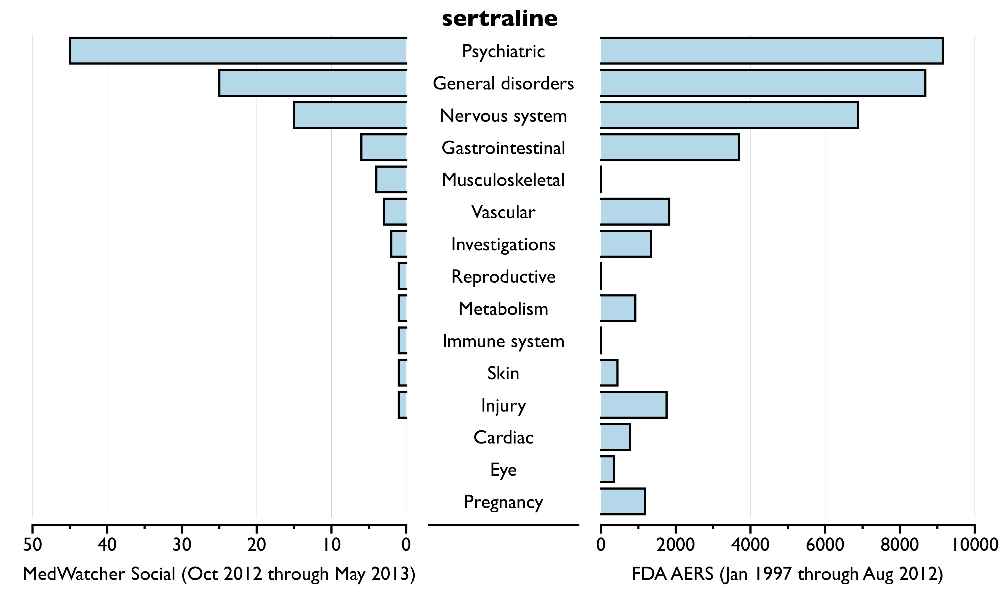 sertraline
Psychiatric
General disorders
Nervous system
Gastrointestinal
Musculoskeletal
Vascular
Investigations
Reproductive
Metabolism
Immune system
Skin
Injury
Cardiac
Eye
Pregnancy
50 40 30 20 10 0 0 2000 4000 6000 8000 10000
MedWatcher Social (Oct 2012 through May 2013) FDA AERS (Jan 1997 through Aug 2012)